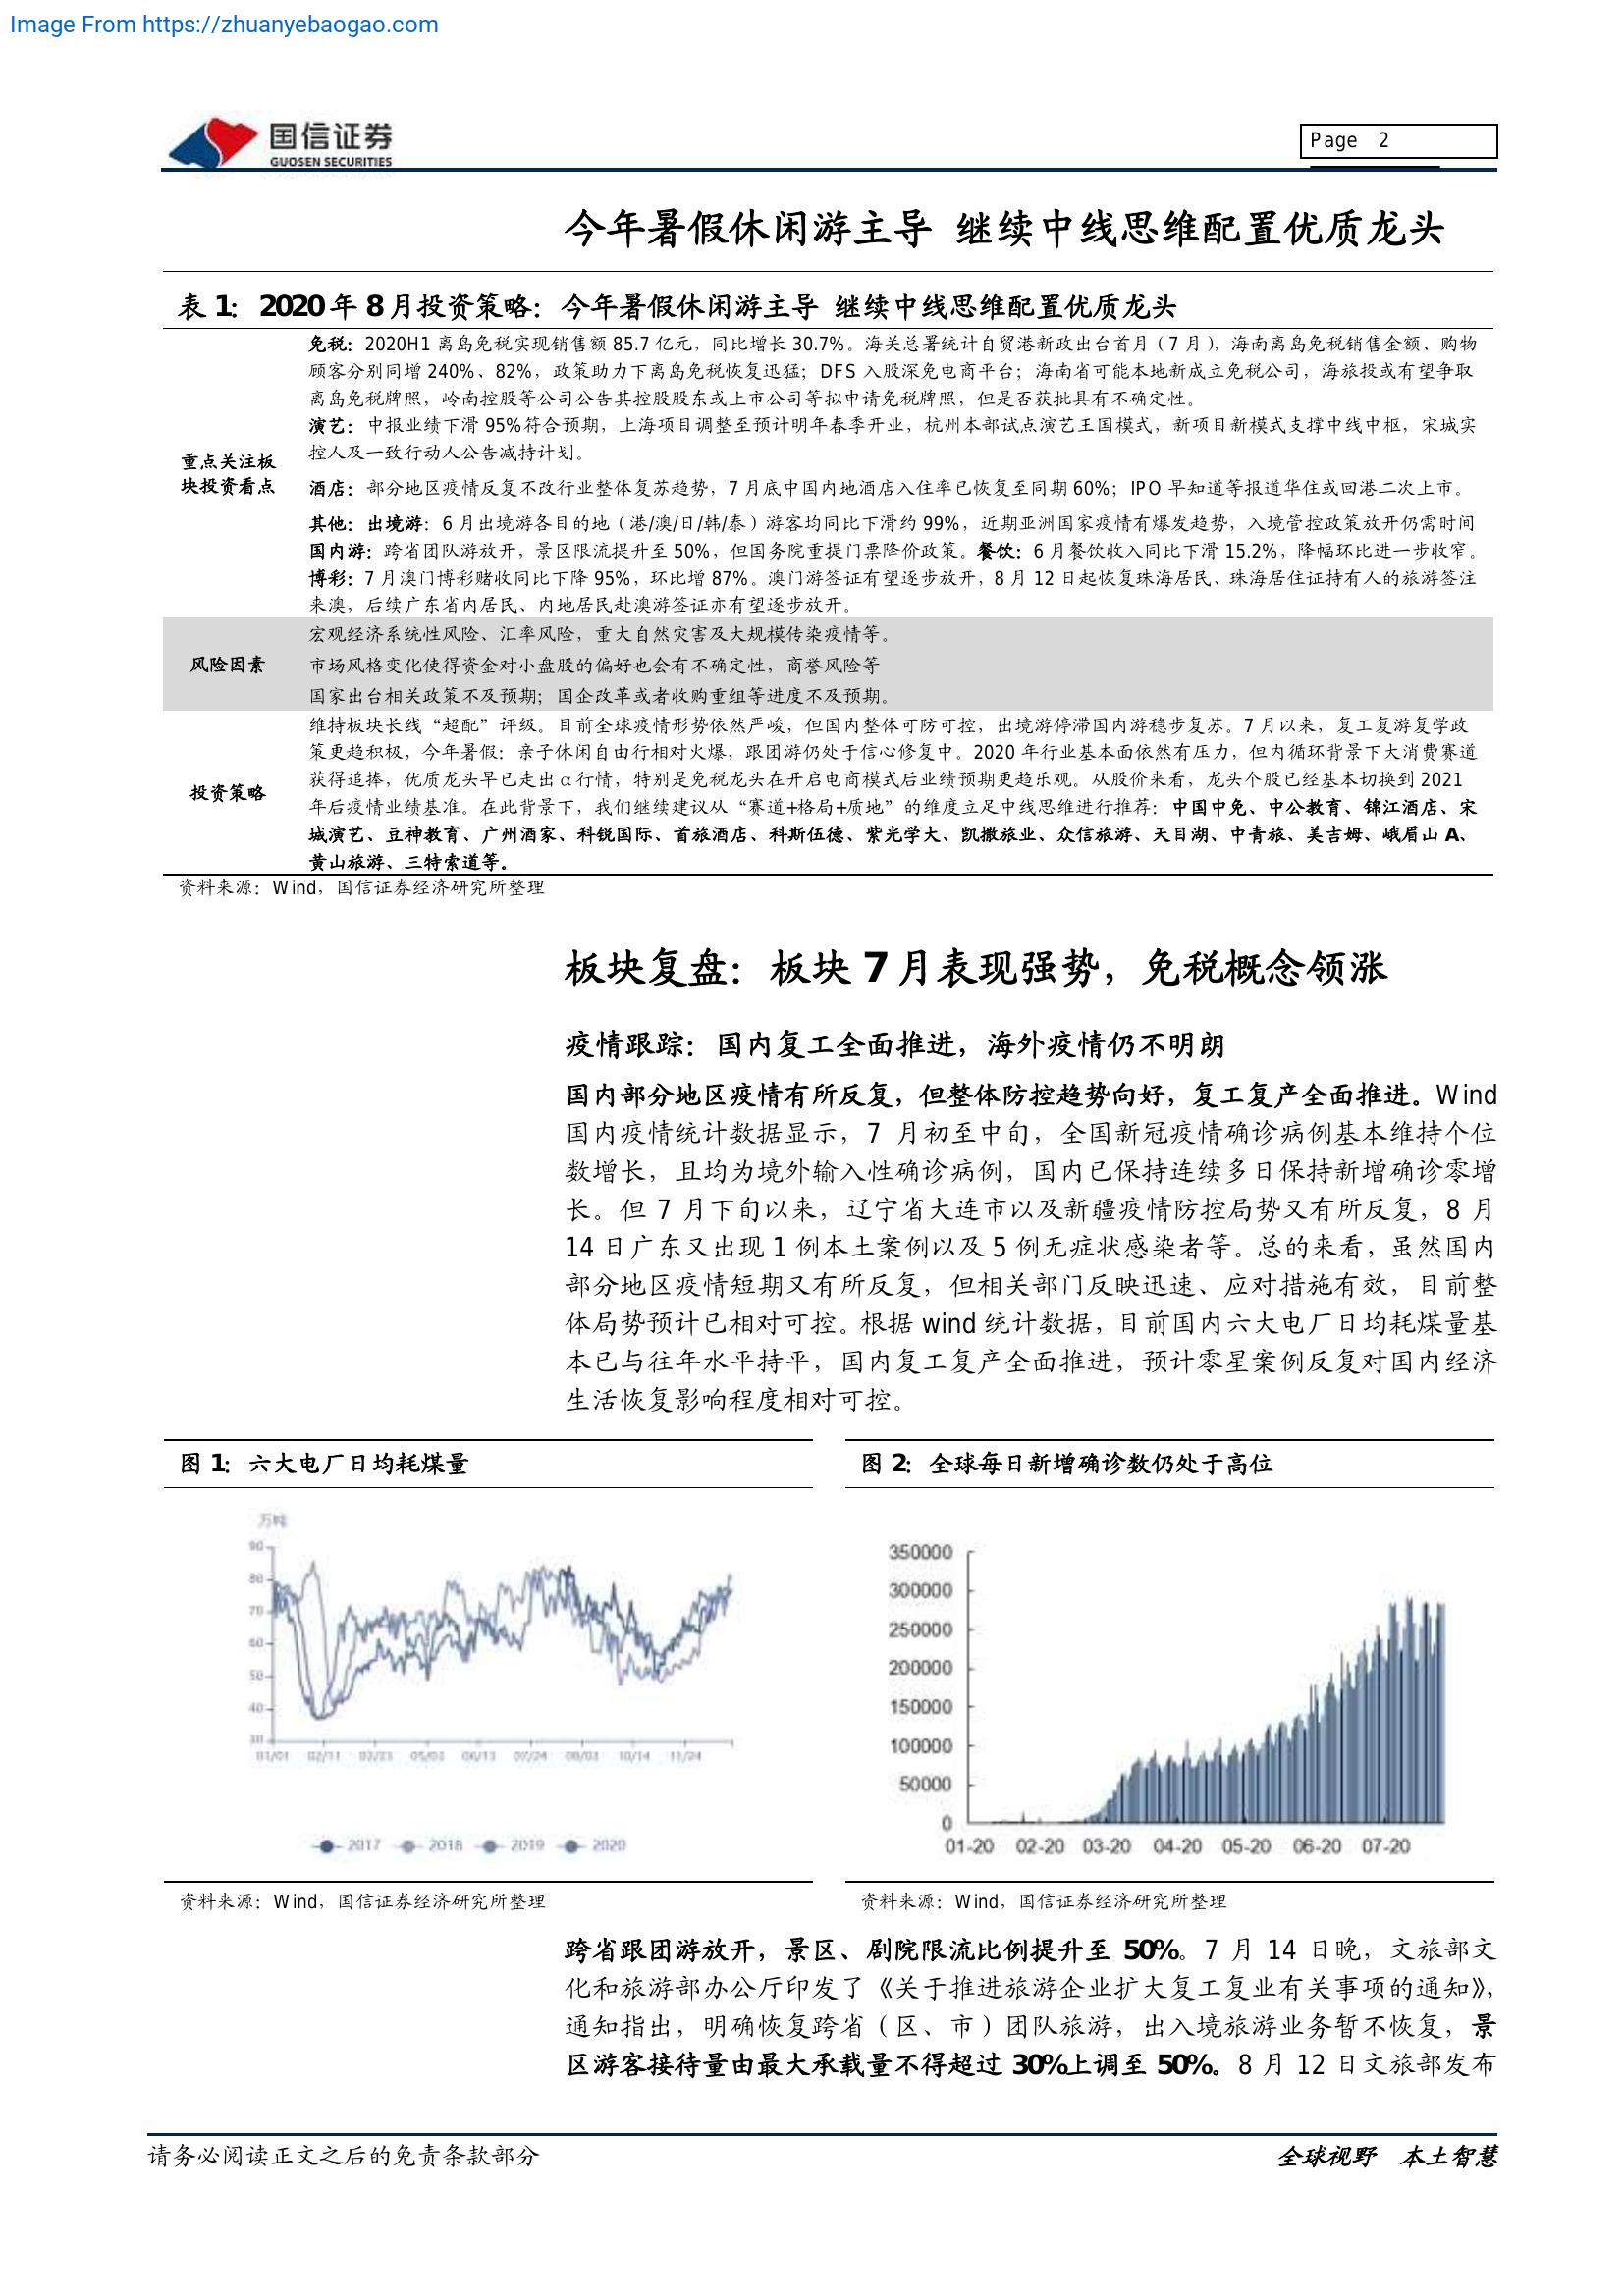 Image From https://zhuanyebaogao.com
国信证券
GUOSEN SECURITIES
Page 2
今年暑假休闲游主导 继续中线思维配置优质龙头
表 1：2020 年 8 月投资策略：今年暑假休闲游主导 继续中线思维配置优质龙头
重点关注板
块投资看点
免税：2020H1 离岛免税实现销售额 85.7 亿元，同比增长 30.7%。海关总署统计自贸港新政出台首月（7 月），海南离岛免税销售金额、购物
顾客分别同增 240%、82%，政策助力下离岛免税恢复迅猛；DFS 入股深免电商平台；海南省可能本地新成立免税公司，海旅投或有望争取
离岛免税牌照，岭南控股等公司公告其控股股东或上市公司等拟申请免税牌照，但是否获批具有不确定性。
演艺：中报业绩下滑 95%符合预期，上海项目调整至预计明年春季开业，杭州本部试点演艺王国模式，新项目新模式支撑中线中枢，宋城实
控人及一致行动人公告减持计划。
酒店：部分地区疫情反复不改行业整体复苏趋势，7 月底中国内地酒店入住率已恢复至同期 60%；IPO 早知道等报道华住或回港二次上市。
其他：出境游：6 月出境游各目的地（港/澳/日/韩/泰）游客均同比下滑约 99%，近期亚洲国家疫情有爆发趋势，入境管控政策放开仍需时间
国内游：跨省团队游放开，景区限流提升至 50%，但国务院重提门票降价政策。餐饮：6 月餐饮收入同比下滑 15.2%，降幅环比进一步收窄。
博彩：7 月澳门博彩赌收同比下降 95%，环比增 87%。澳门游签证有望逐步放开，8 月 12 日起恢复珠海居民、珠海居住证持有人的旅游签注
来澳，后续广东省内居民、内地居民赴澳游签证亦有望逐步放开。
风险因素
宏观经济系统性风险、汇率风险，重大自然灾害及大规模传染疫情等。
市场风格变化使得资金对小盘股的偏好也会有不确定性，商誉风险等
国家出台相关政策不及预期；国企改革或者收购重组等进度不及预期。
投资策略
维持板块长线“超配”评级。目前全球疫情形势依然严峻，但国内整体可防可控，出境游停滞国内游稳步复苏。7 月以来，复工复游复学政
策更趋积极，今年暑假：亲子休闲自由行相对火爆，跟团游仍处于信心修复中。2020 年行业基本面依然有压力，但内循环背景下大消费赛道
获得追捧，优质龙头早已走出 α 行情，特别是免税龙头在开启电商模式后业绩预期更趋乐观。从股价来看，龙头个股已经基本切换到 2021
年后疫情业绩基准。在此背景下，我们继续建议从“赛道+格局+质地”的维度立足中线思维进行推荐：中国中免、中公教育、锦江酒店、宋
城演艺、豆神教育、广州酒家、科锐国际、首旅酒店、科斯伍德、紫光学大、凯撒旅业、众信旅游、天目湖、中青旅、美吉姆、峨眉山 A、
黄山旅游、三特索道等。
资料来源：Wind，国信证券经济研究所整理
板块复盘：板块 7 月表现强势，免税概念领涨
疫情跟踪：国内复工全面推进，海外疫情仍不明朗
国内部分地区疫情有所反复，但整体防控趋势向好，复工复产全面推进。Wind
国内疫情统计数据显示，7 月初至中旬，全国新冠疫情确诊病例基本维持个位
数增长，且均为境外输入性确诊病例，国内已保持连续多日保持新增确诊零增
长。但 7 月下旬以来，辽宁省大连市以及新疆疫情防控局势又有所反复，8 月
14 日广东又出现 1 例本土案例以及 5 例无症状感染者等。总的来看，虽然国内
部分地区疫情短期又有所反复，但相关部门反映迅速、应对措施有效，目前整
体局势预计已相对可控。根据 wind 统计数据，目前国内六大电厂日均耗煤量基
本已与往年水平持平，国内复工复产全面推进，预计零星案例反复对国内经济
生活恢复影响程度相对可控。
图 1：六大电厂日均耗煤量
万吨
90
80
70
60
50
40
30
01/01 02/11 03/23 05/03 06/13 07/24 09/03 10/14 11/24
2017 2018 2019 2020
资料来源：Wind，国信证券经济研究所整理
图 2：全球每日新增确诊数仍处于高位
350000
300000
250000
200000
150000
100000
50000
0
01-20 02-20 03-20 04-20 05-20 06-20 07-20
资料来源：Wind，国信证券经济研究所整理
跨省跟团游放开，景区、剧院限流比例提升至 50%。7 月 14 日晚，文旅部文
化和旅游部办公厅印发了《关于推进旅游企业扩大复工复业有关事项的通知》，
通知指出，明确恢复跨省（区、市）团队旅游，出入境旅游业务暂不恢复，景
区游客接待量由最大承载量不得超过 30%上调至 50%。8 月 12 日文旅部发布
请务必阅读正文之后的免责条款部分
全球视野 本土智慧